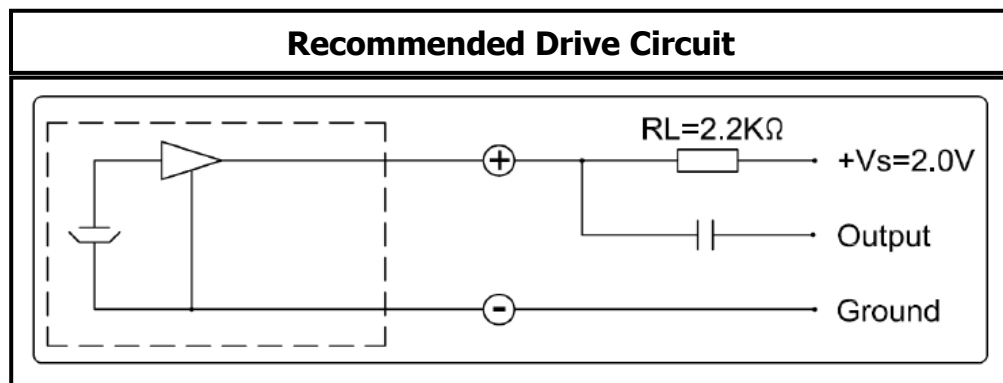 Recommended Drive Circuit
RL=2.2KΩ
+
+Vs=2.0V
Output
-
Ground